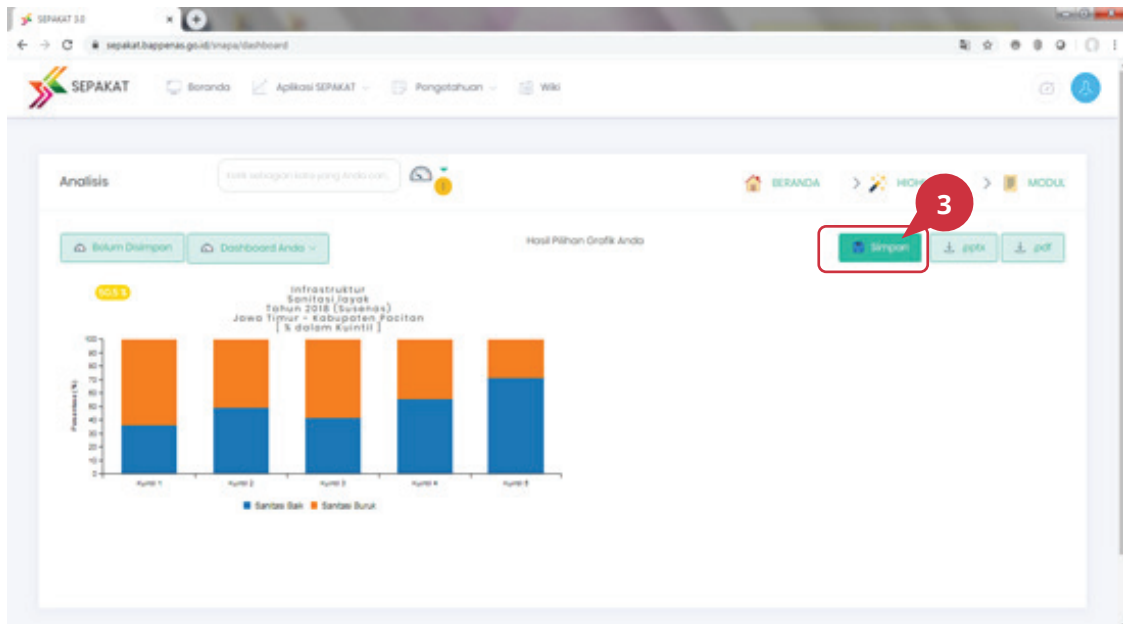 SEPAKAT 3.0
sepakat.bappenas.go.id/snapa/dashboard
SEPAKAT Beranda Aplikasi SEPAKAT Pengetahuan Wiki
Analisis
BERANDA > > MODUL
3
Belum Disimpan Dashboard Anda Hasil Pilihan Grafik Anda Simpan .pptx .pdf
Infrastruktur
Sanitasi layak
Tahun 2018 (Susenas)
Jawa Timur - Kabupaten Pacitan
[ % dalam Kuintil ]
100
90
80
70
60
50
40
30
20
10
0
Sanitasi Baik Sanitasi Buruk